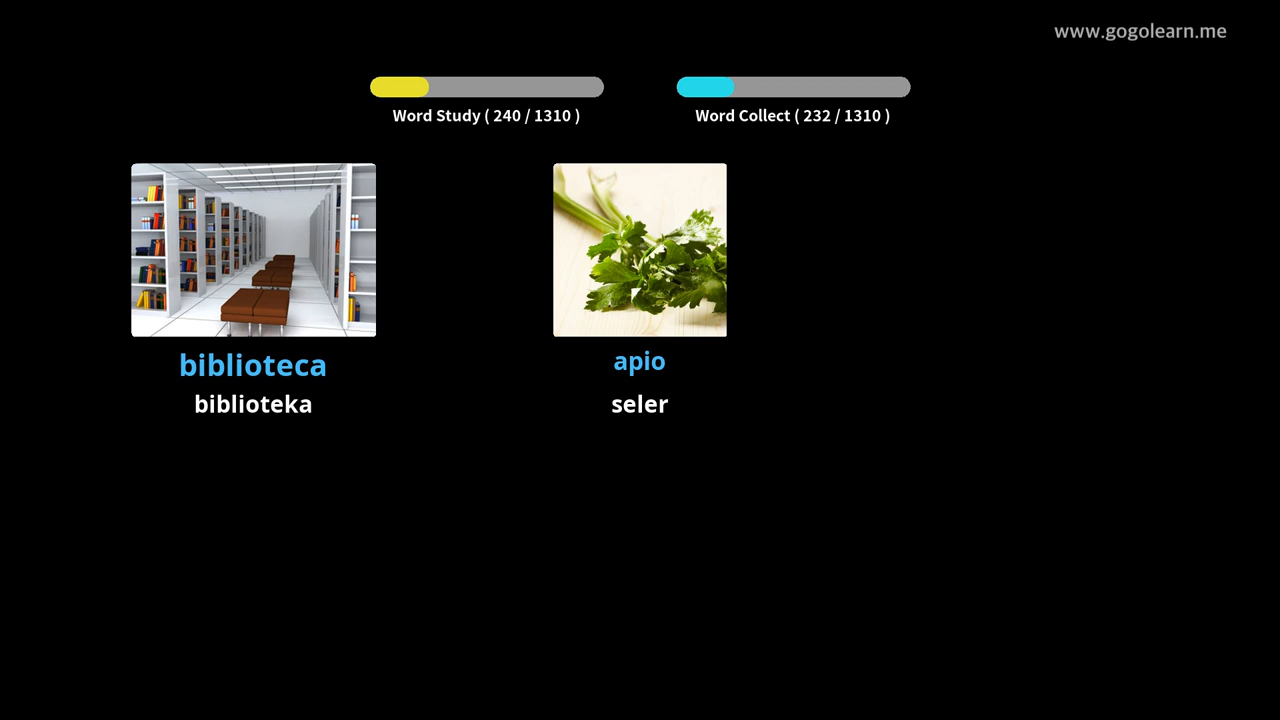 www.gogolearn.me
Word Study ( 240 / 1310 )
Word Collect ( 232 / 1310 )
biblioteca
biblioteka
apio
seler